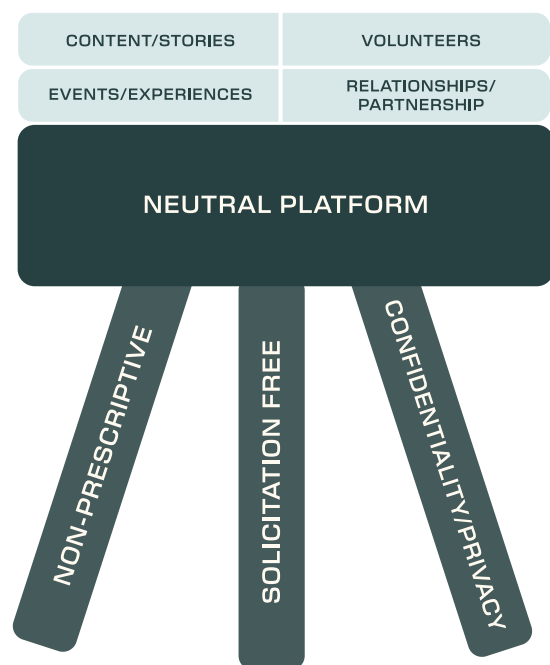 CONTENT/STORIES
VOLUNTEERS
EVENTS/EXPERIENCES
RELATIONSHIPS/
PARTNERSHIP
NEUTRAL PLATFORM
NON-PRESCRIPTIVE
SOLICITATION FREE
CONFIDENTIALITY/PRIVACY